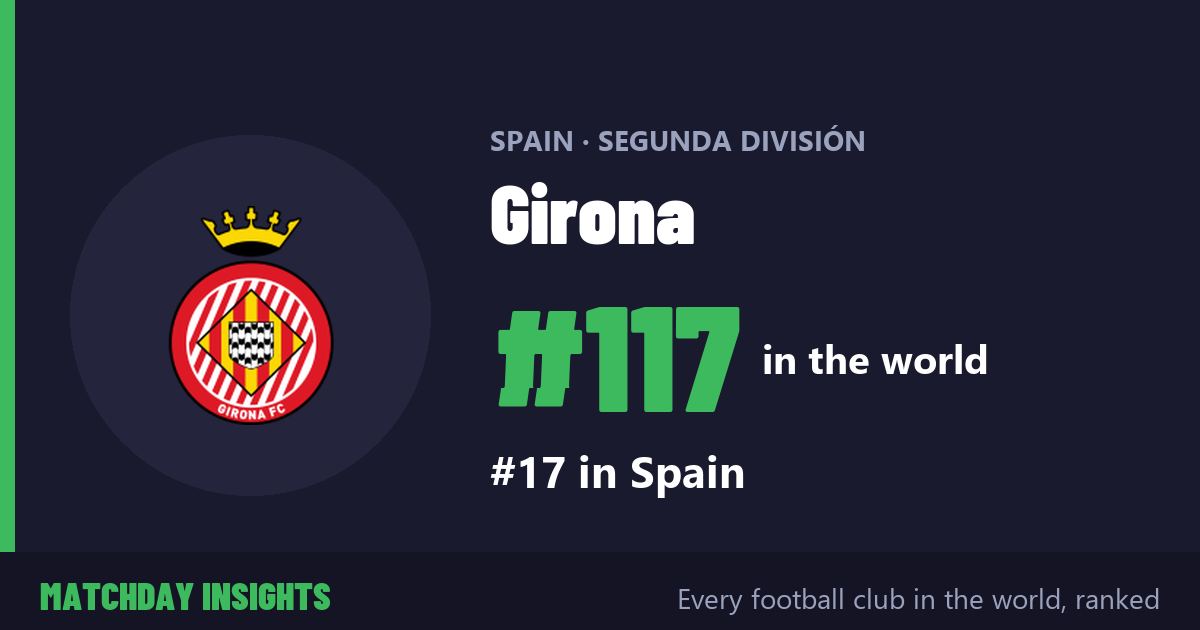 SPAIN · SEGUNDA DIVISIÓN
Girona
#117 in the world
#17 in Spain
GIRONA FC
MATCHDAY INSIGHTS
Every football club in the world, ranked